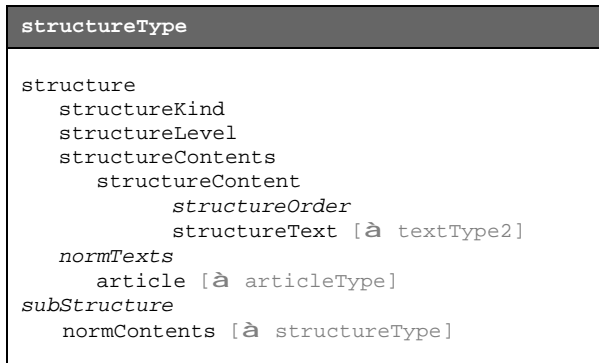 structureType
structure
structureKind
structureLevel
structureContents
structureContent
structureOrder
structureText [à textType2]
normTexts
article [à articleType]
subStructure
normContents [à structureType]